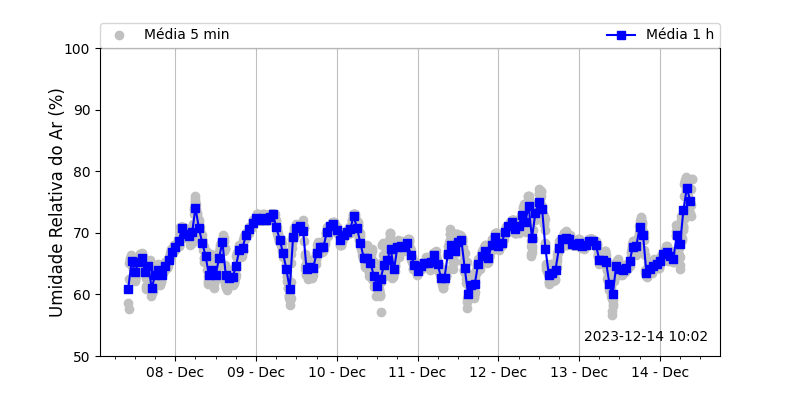 Média 5 min
Média 1 h
Umidade Relativa do Ar (%)
100
90
80
70
60
50
2023-12-14 10:02
08 - Dec
09 - Dec
10 - Dec
11 - Dec
12 - Dec
13 - Dec
14 - Dec